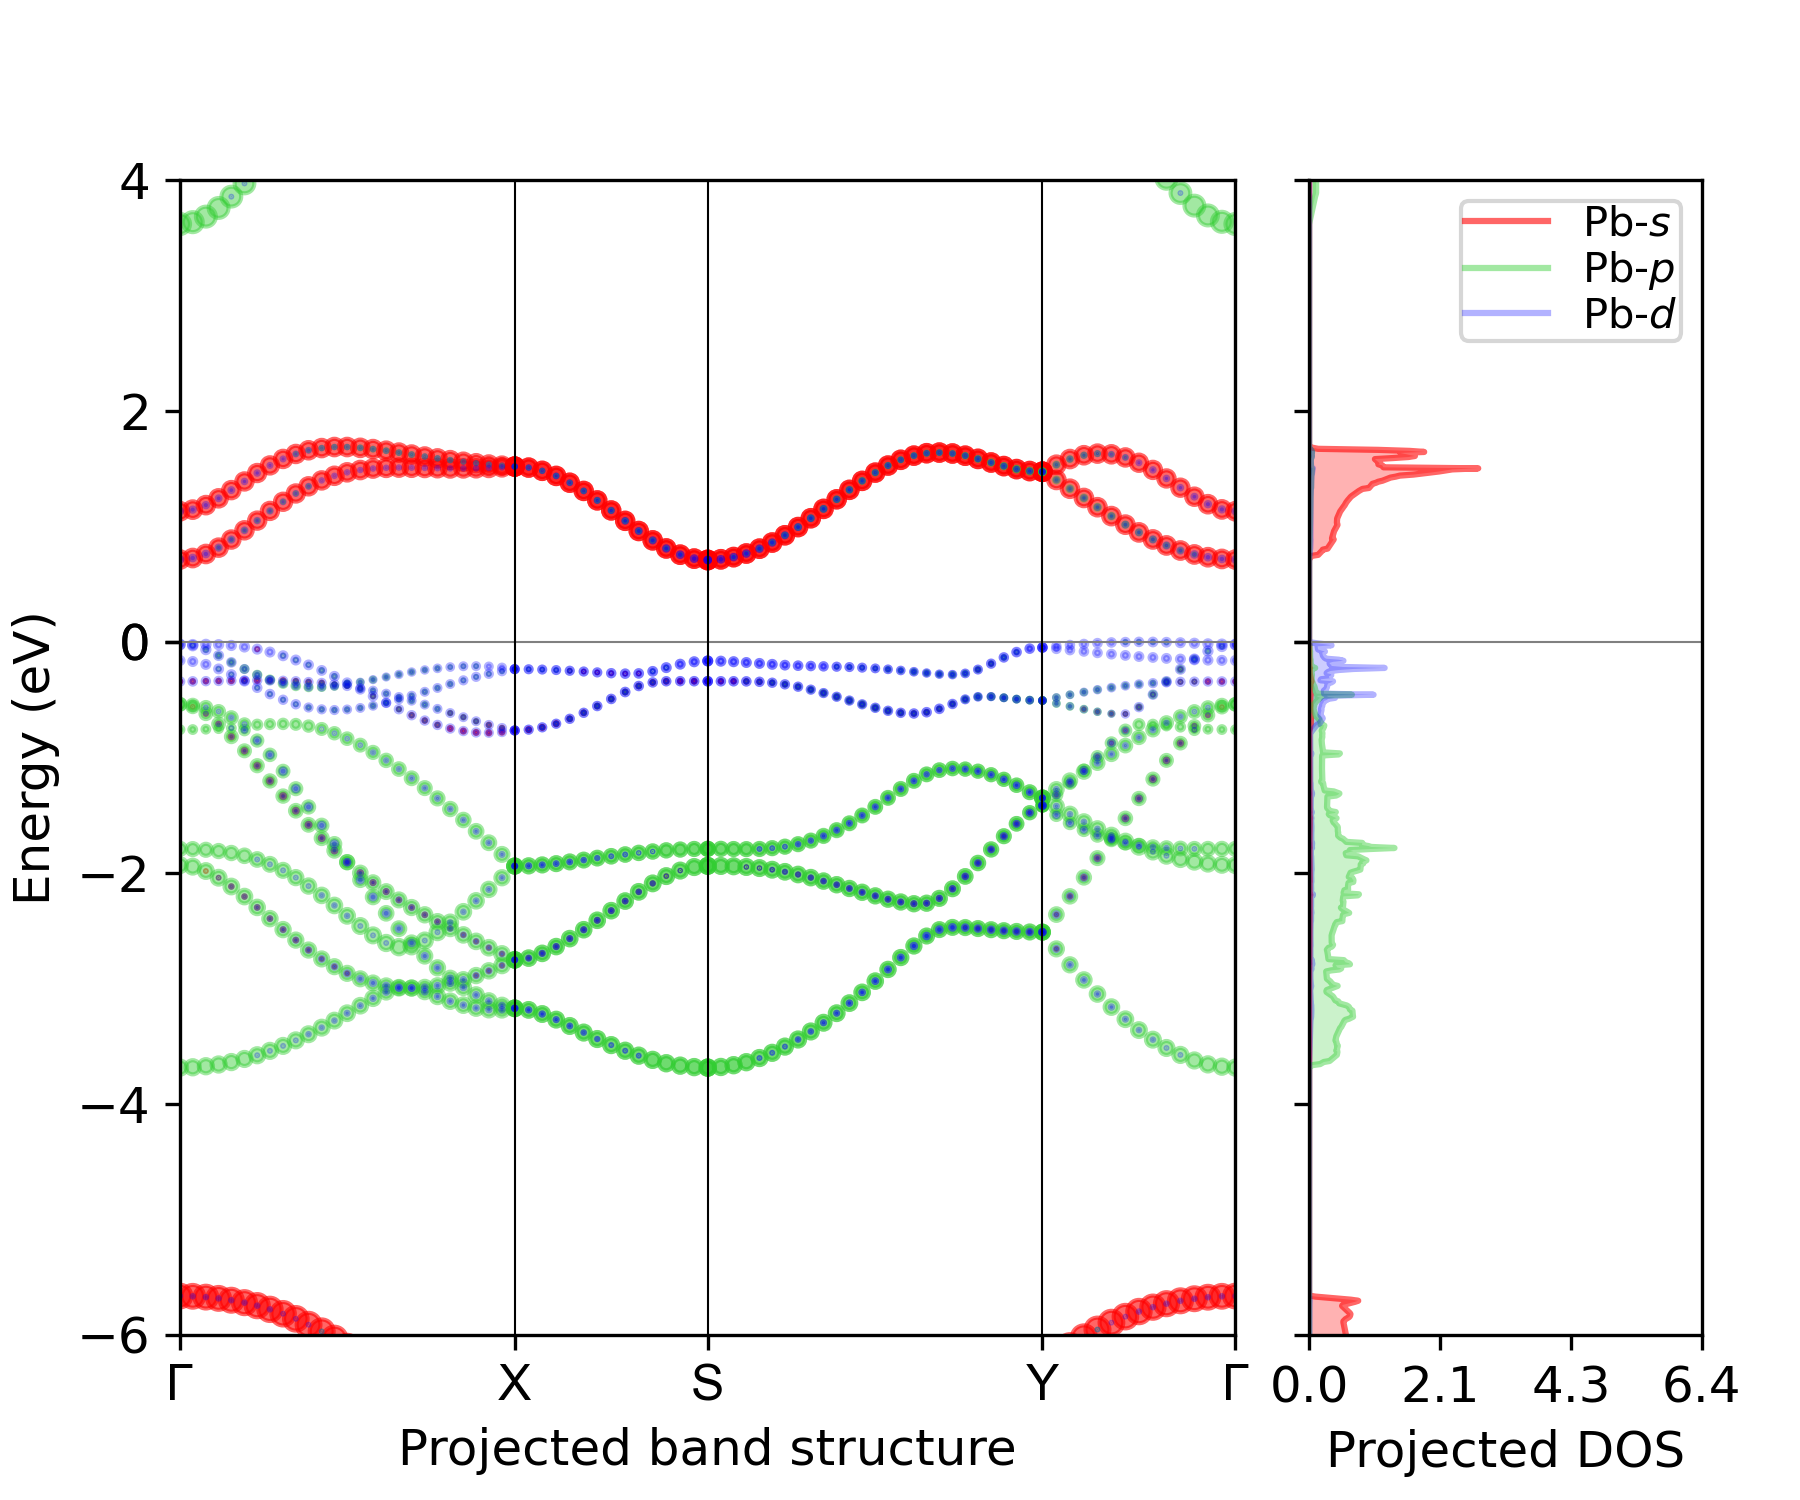 4
2
0
−2
−4
−6
Energy (eV)
Γ X S Y Γ
Projected band structure
Pb-s
Pb-p
Pb-d
0.0 2.1 4.3 6.4
Projected DOS